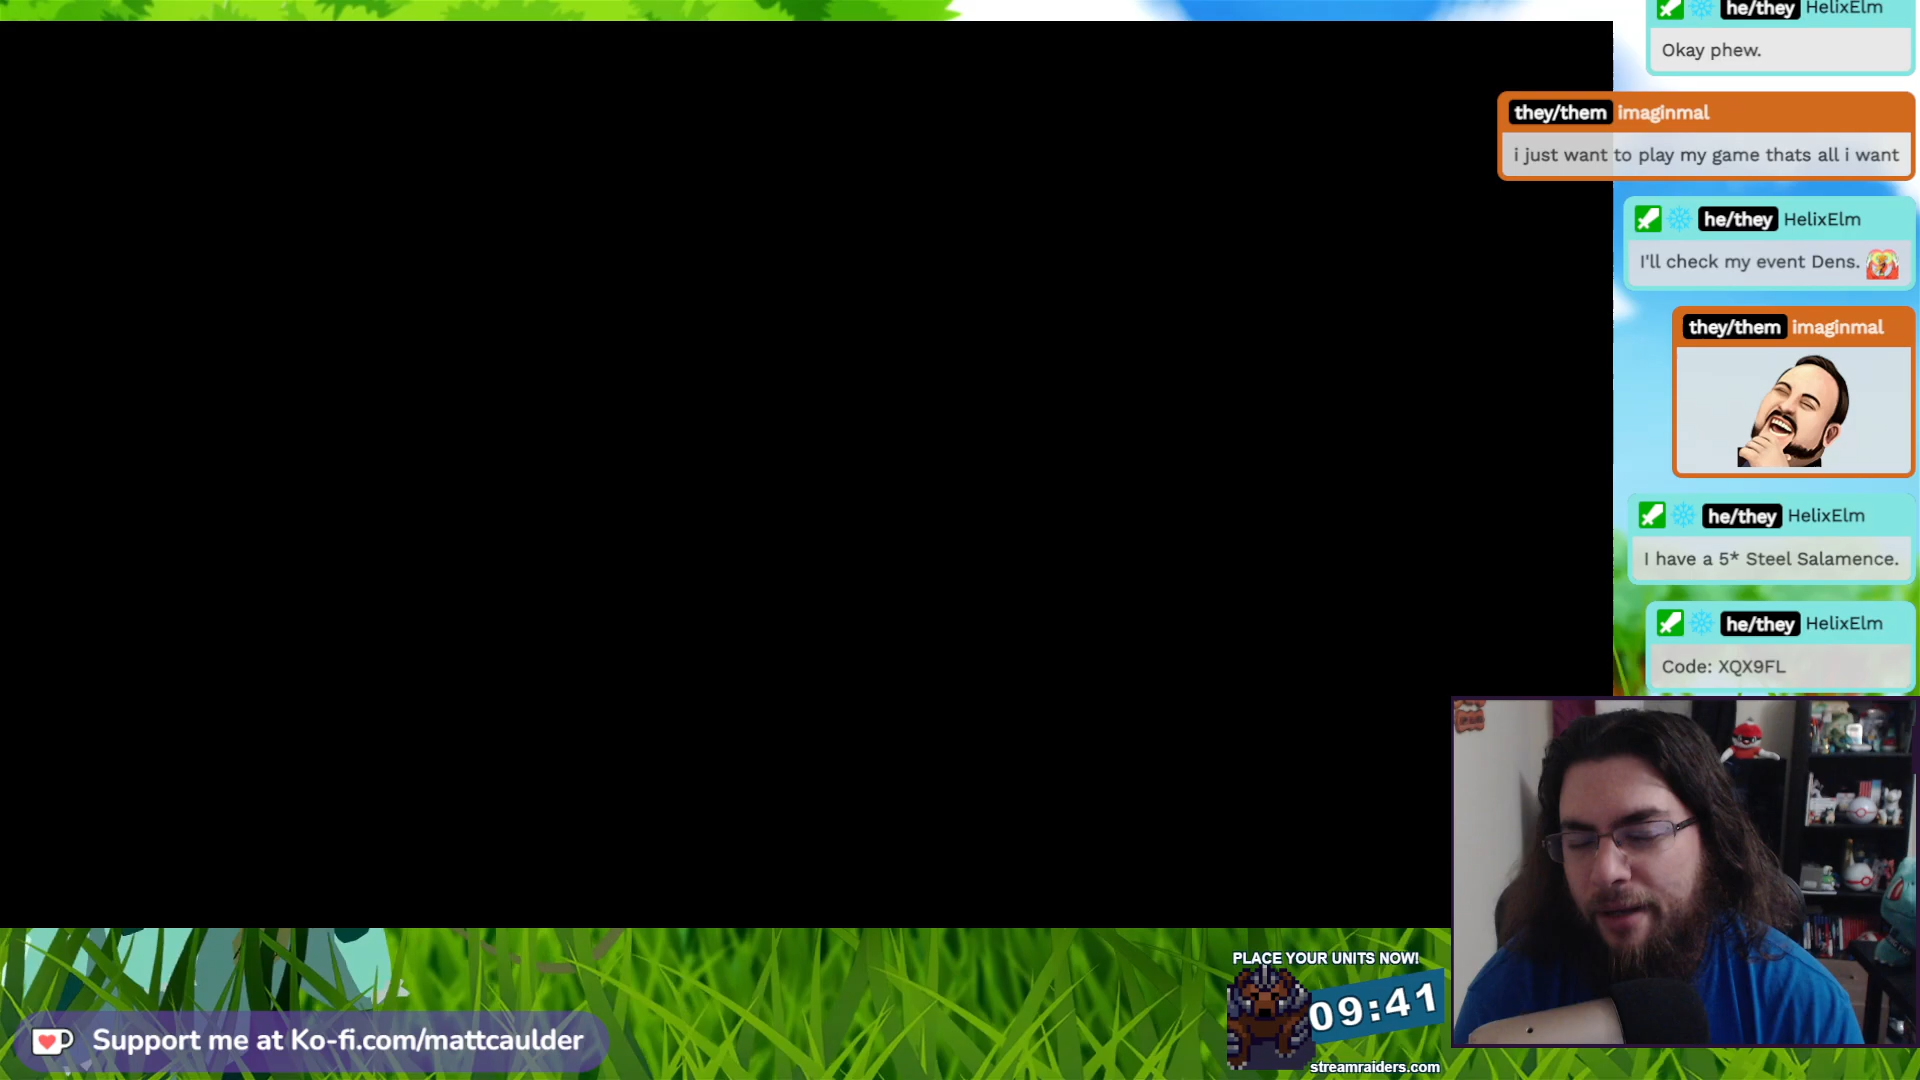 he/they HelixElm
Okay phew.
they/them imaginmal
i just want to play my game thats all i want
he/they HelixElm
I'll check my event Dens.
they/them imaginmal
he/they HelixElm
I have a 5* Steel Salamence.
he/they HelixElm
Code: XQX9FL
PLACE YOUR UNITS NOW!
09:41
streamraiders.com
Support me at Ko-fi.com/mattcaulder